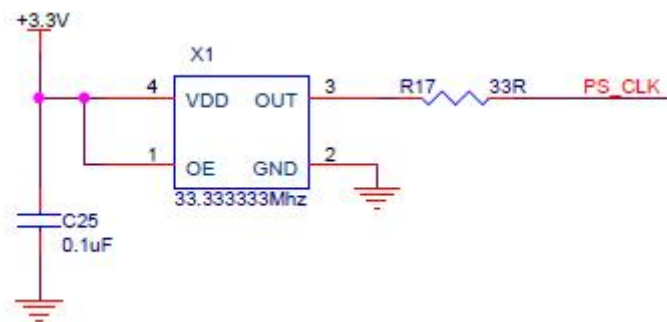 +3.3V
X1
4 VDD OUT 3 R17 33R PS_CLK
1 OE GND 2
33.333333Mhz
C25
0.1uF